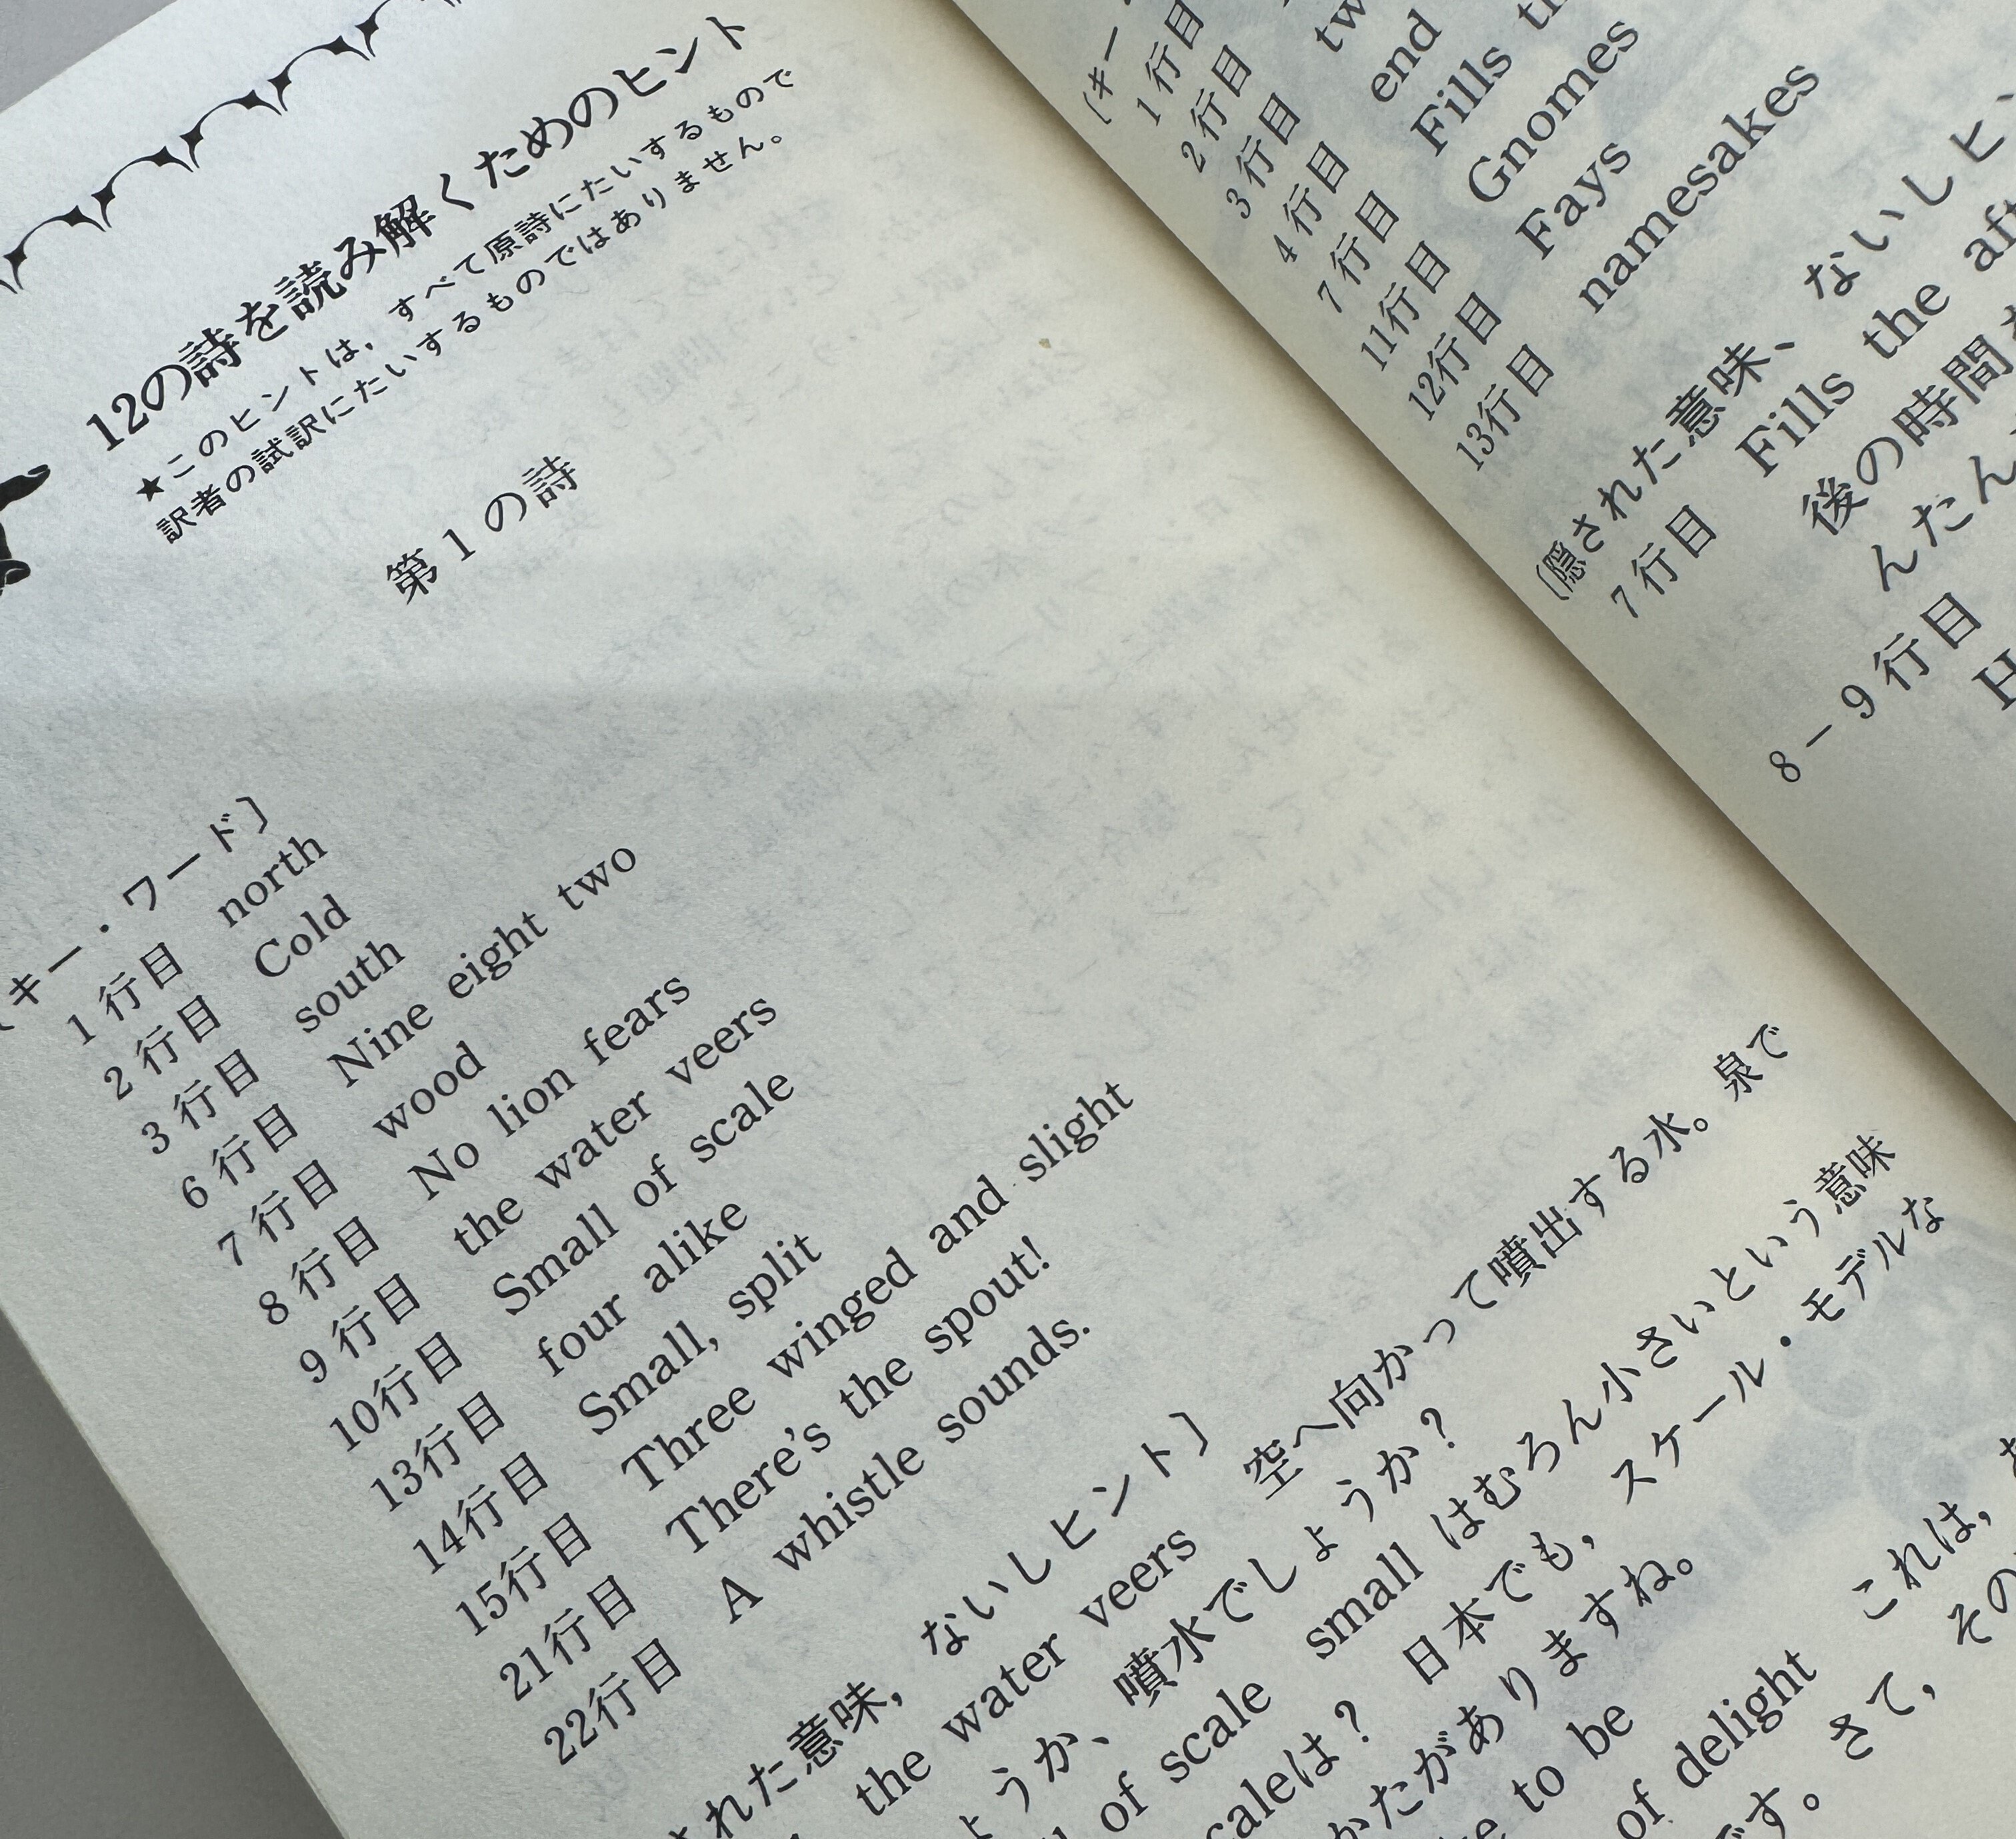 12の詩を読み解くためのヒント
★このヒントは，すべて原詩にたいするもので
訳者の試訳にたいするものではありません。
第1の詩
キー・ワード〕
1行目 north
2行目 Cold
3行目 south
6行目 Nine eight two
7行目 wood
8行目 No lion fears
9行目 the water veers
10行目 Small of scale
13行目 four alike
14行目 Small, split
15行目 Three winged and slight
21行目 There's the spout!
22行目 A whistle sounds.
れた意味，ないしヒント〕
the water veers 空へ向かって噴出する水。泉で
ょうか、噴水でしょうか？
of scale small はむろん小さいという意味
caleは？ 日本でも，スケール・モデルな
かたがありますね。
to be
of delight これは，
す。さて，その
〔キー
1行目
2行目 tw
3行目 end
4行目 Fills
7行目 Gnomes
11行目 Fays
12行目 namesakes
13行目
〔隠された意味、ないしヒ
7行目 Fills the
後の時間
んたん
8－9行目